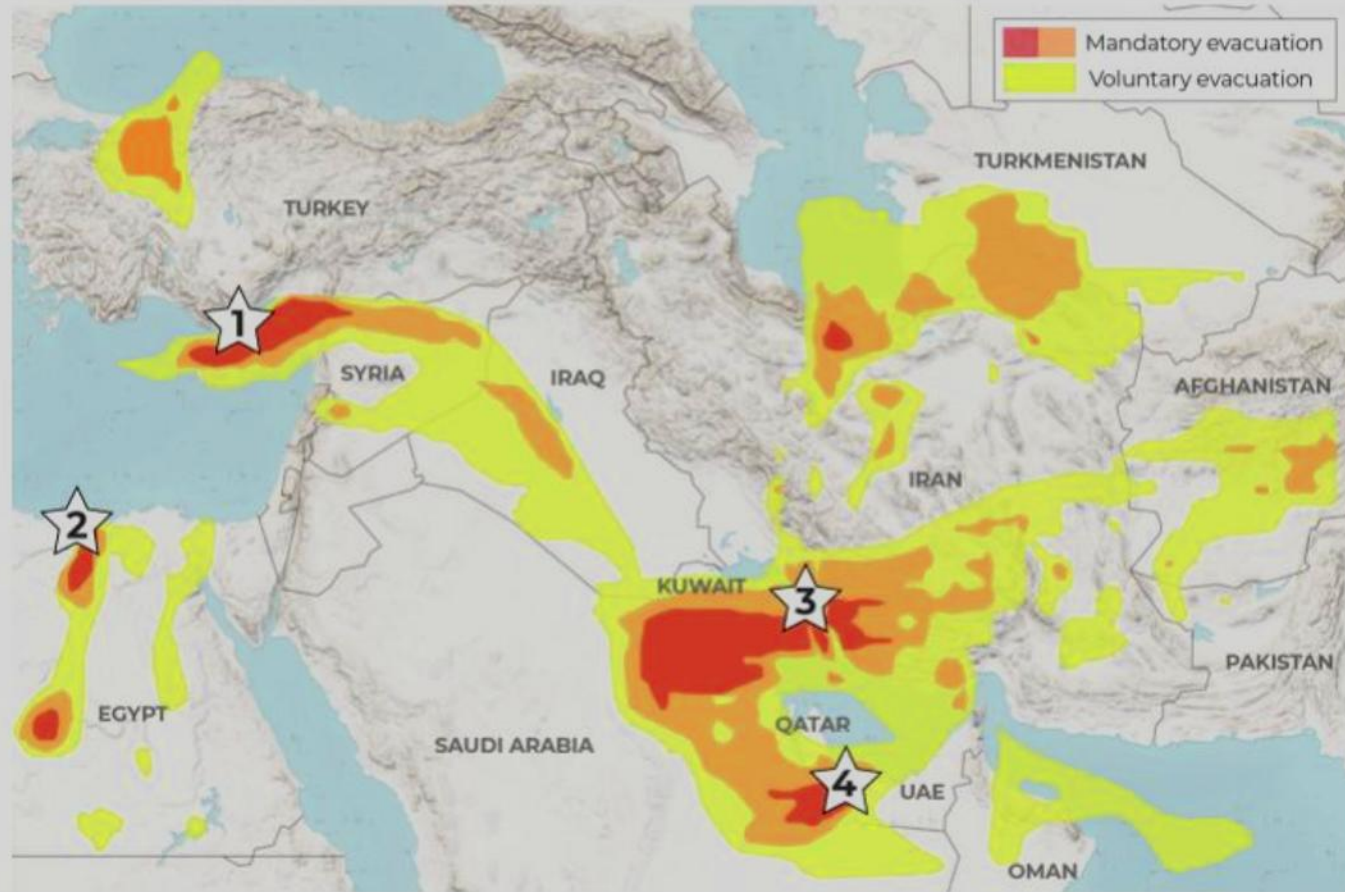 Mandatory evacuation
Voluntary evacuation
TURKMENISTAN
TURKEY
1
SYRIA
IRAQ
AFGHANISTAN
IRAN
2
KUWAIT
3
PAKISTAN
EGYPT
QATAR
SAUDI ARABIA
4
UAE
OMAN